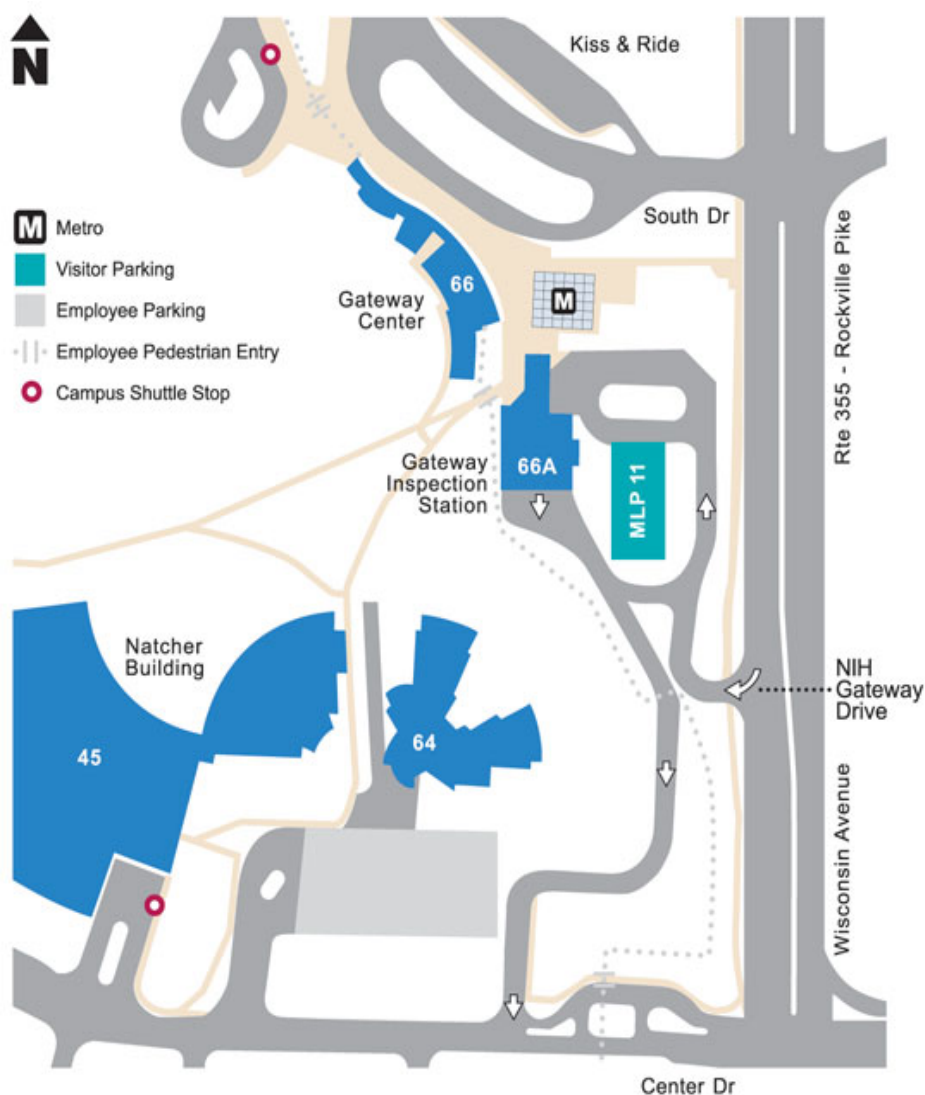 N
Kiss & Ride
South Dr
M Metro
Visitor Parking
Employee Parking
Employee Pedestrian Entry
Campus Shuttle Stop
66
Gateway
Center
M
Rte 355 - Rockville Pike
Gateway
Inspection
Station
66A
MLP 11
Natcher
Building
NIH
Gateway
Drive
45
64
Wisconsin Avenue
Center Dr